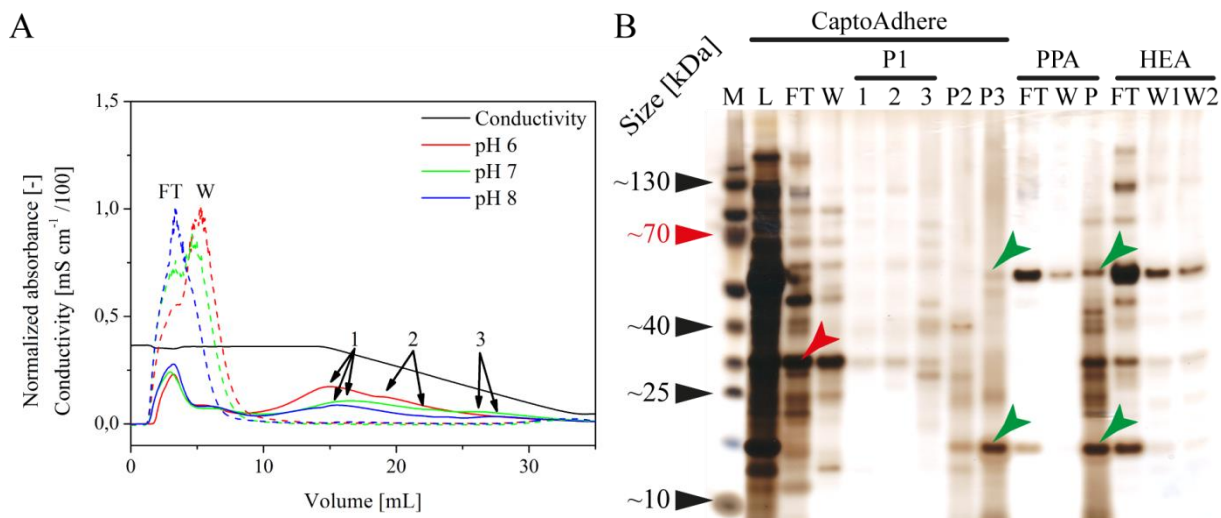 A
Normalized absorbance [-]
Conductivity [mS cm⁻¹ /100]
1,5
1,0
0,5
0,0
FT W
Conductivity
pH 6
pH 7
pH 8
1 2 3
0 10 20 30
Volume [mL]
B
CaptoAdhere
P1 PPA HEA
Size [kDa]
M L FT W 1 2 3 P2 P3 FT W P FT W1 W2
~130
~70
~40
~25
~10